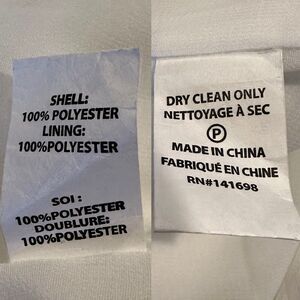 SHELL:
100% POLYESTER
LINING:
100%POLYESTER
SOI :
100%POLYESTER
DOUBLURE:
100%POLYESTER
DRY CLEAN ONLY
NETTOYAGE À SEC
P
MADE IN CHINA
FABRIQUÉ EN CHINE
RN#141698